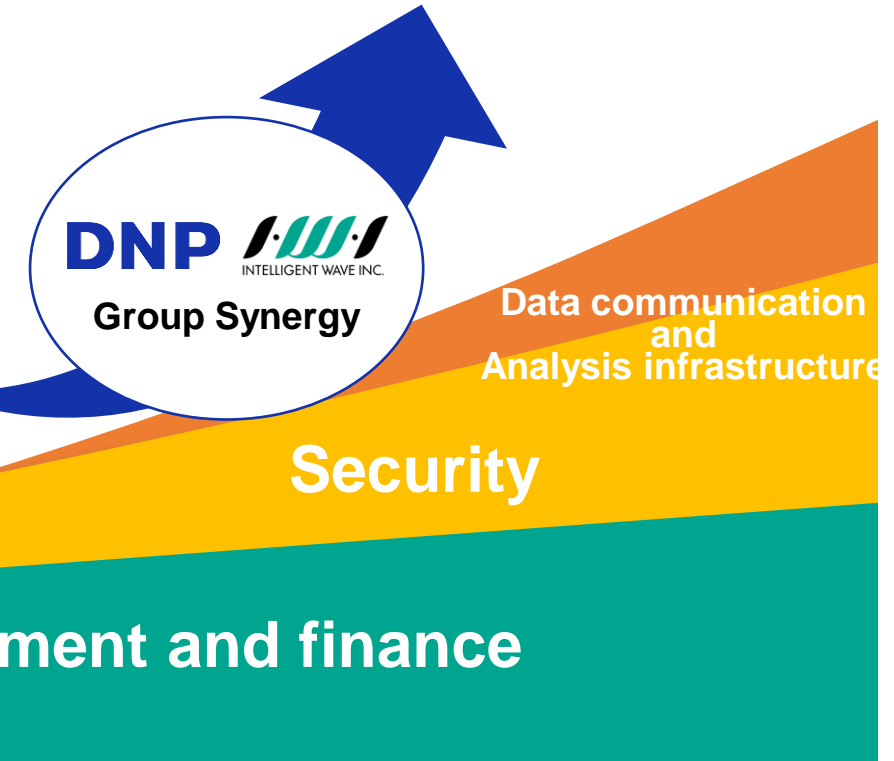 DNP
INTELLIGENT WAVE INC.
Group Synergy
Data communication
and
Analysis infrastructure
Security
ment and finance